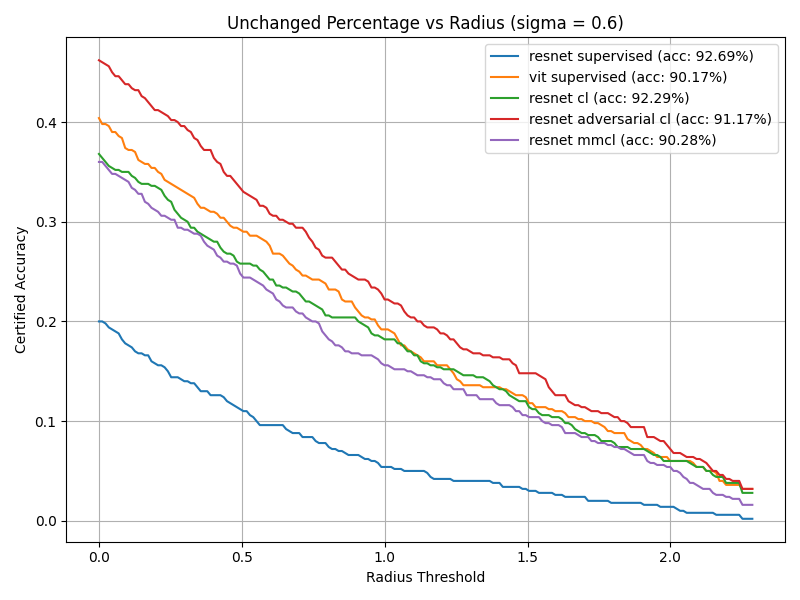 Unchanged Percentage vs Radius (sigma = 0.6)
resnet supervised (acc: 92.69%)
vit supervised (acc: 90.17%)
resnet cl (acc: 92.29%)
resnet adversarial cl (acc: 91.17%)
resnet mmcl (acc: 90.28%)
Certified Accuracy
0.4
0.3
0.2
0.1
0.0
0.0 0.5 1.0 1.5 2.0
Radius Threshold